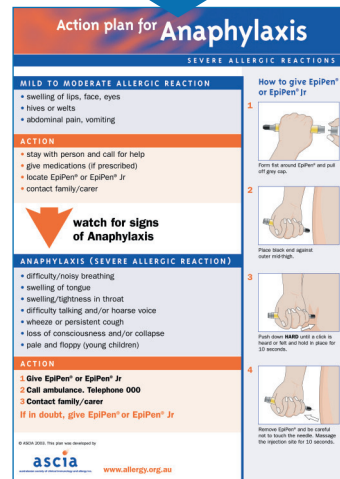 Action plan for Anaphylaxis
SEVERE ALLERGIC REACTIONS
MILD TO MODERATE ALLERGIC REACTION
• swelling of lips, face, eyes
• hives or welts
• abdominal pain, vomiting
ACTION
• stay with person and call for help
• give medications (if prescribed)
• locate EpiPen® or EpiPen® Jr
• contact family/carer
watch for signs
of Anaphylaxis
ANAPHYLAXIS (SEVERE ALLERGIC REACTION)
• difficulty/noisy breathing
• swelling of tongue
• swelling/tightness in throat
• difficulty talking and/or hoarse voice
• wheeze or persistent cough
• loss of consciousness and/or collapse
• pale and floppy (young children)
ACTION
1 Give EpiPen® or EpiPen® Jr
2 Call ambulance. Telephone 000
3 Contact family/carer
If in doubt, give EpiPen® or EpiPen® Jr
© ASCIA 2003. This plan was developed by
ascia
www.allergy.org.au
How to give EpiPen®
or EpiPen® Jr
1
Form fist around EpiPen® and pull
off grey cap.
2
Place black end against
outer mid-thigh.
3
Push down HARD until a click is
heard or felt and hold in place for
10 seconds.
4
Remove EpiPen® and be careful
not to touch the needle. Massage
the injection site for 10 seconds.